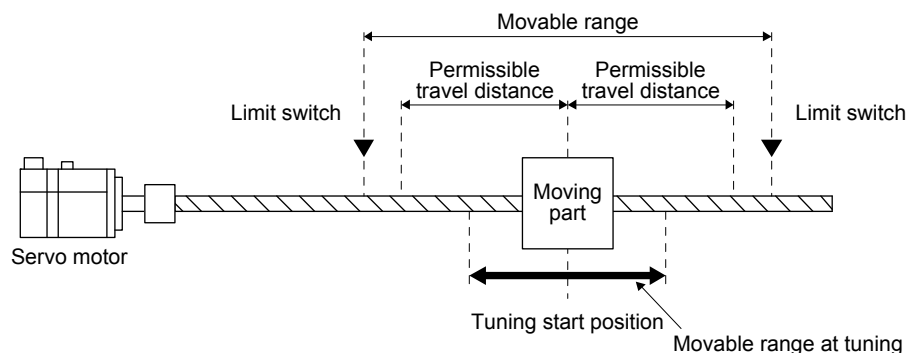 Movable range
Permissible
travel distance
Permissible
travel distance
Limit switch
Limit switch
Moving
part
Servo motor
Tuning start position
Movable range at tuning